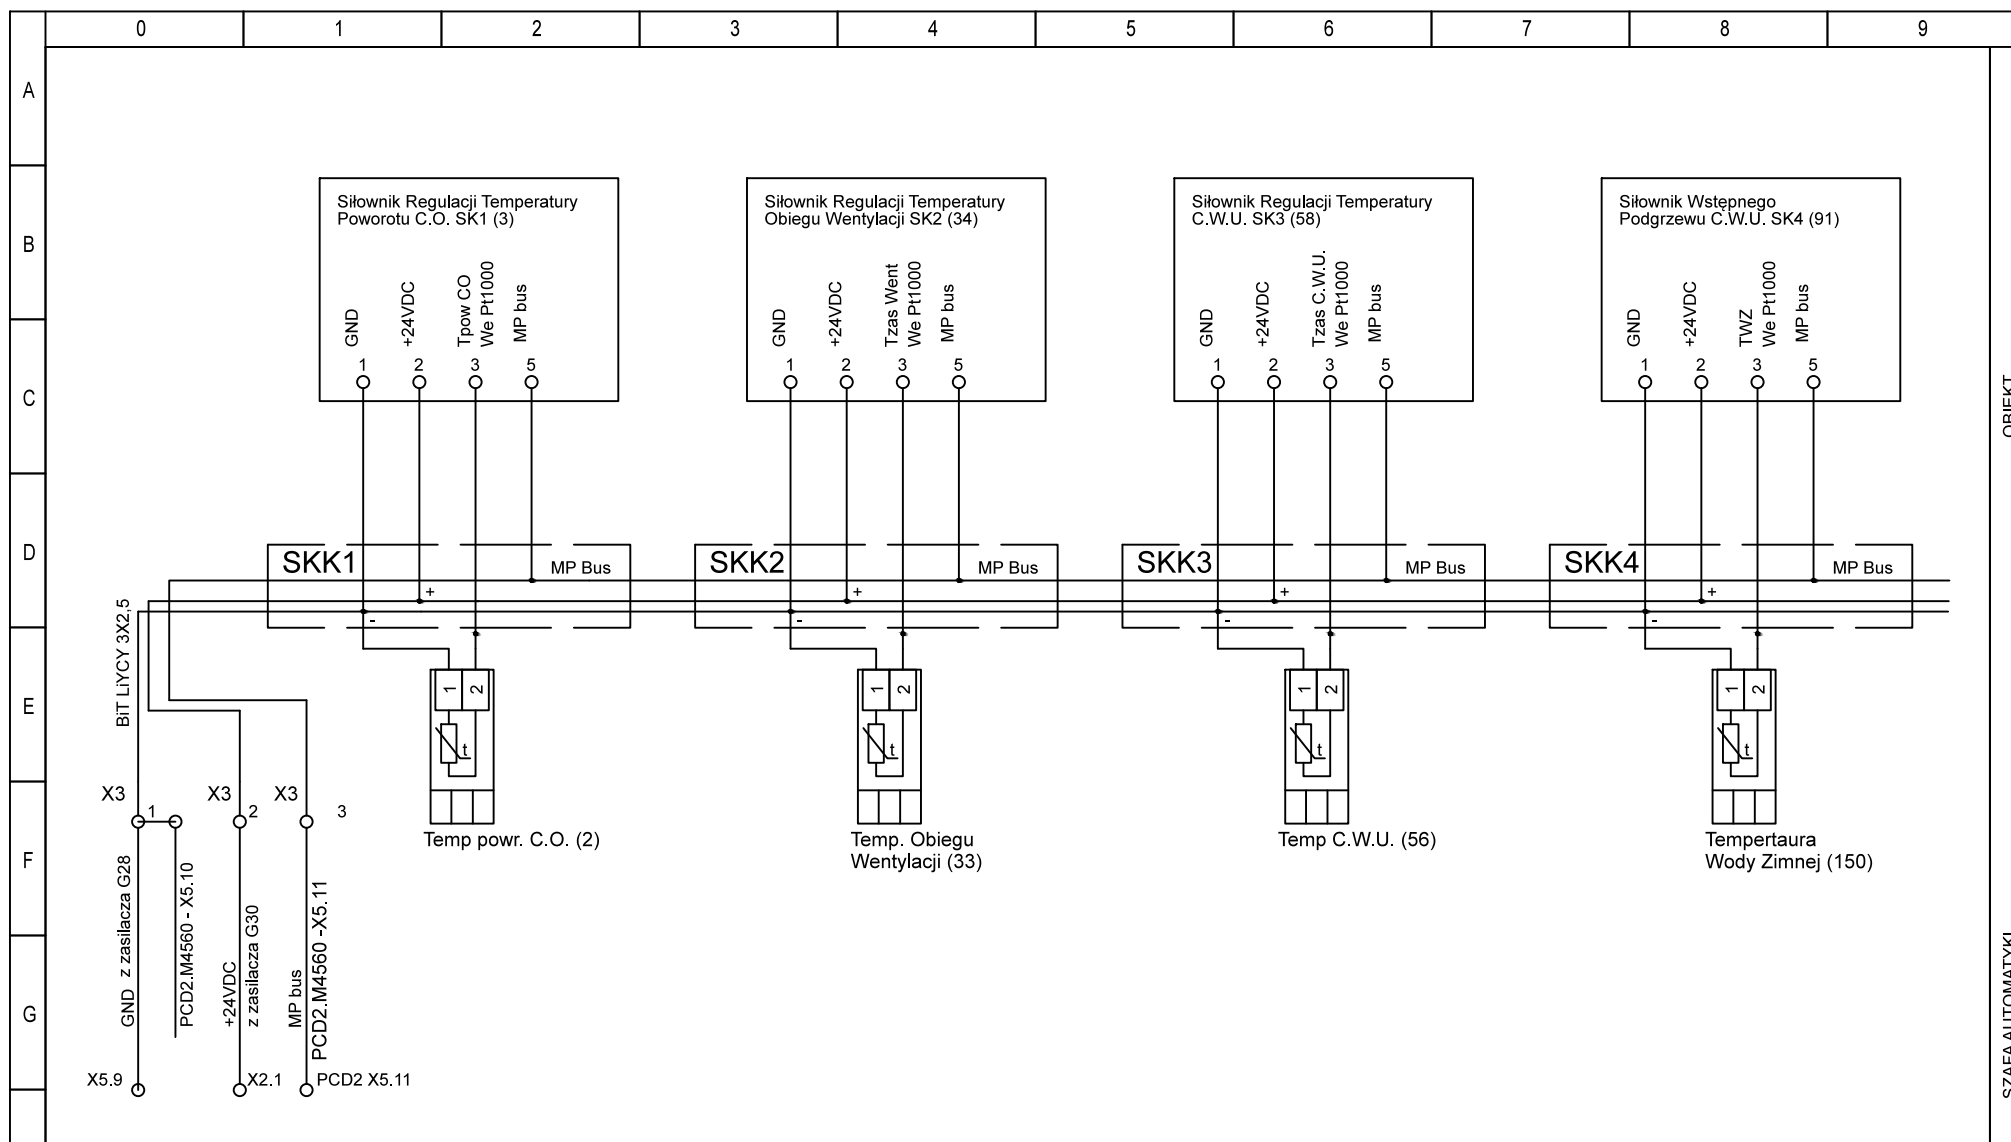 0 1 2 3 4 5 6 7 8 9
A
B
C
D
E
F
G
Siłownik Regulacji Temperatury
Poworotu C.O. SK1 (3)
GND
+24VDC
Tpow CO
We Pt1000
MP bus
1 2 3 5
Siłownik Regulacji Temperatury
Obiegu Wentylacji SK2 (34)
GND
+24VDC
Tzas Went
We Pt1000
MP bus
1 2 3 5
Siłownik Regulacji Temperatury
C.W.U. SK3 (58)
GND
+24VDC
Tzas C.W.U.
We Pt1000
MP bus
1 2 3 5
Siłownik Wstępnego
Podgrzewu C.W.U. SK4 (91)
GND
+24VDC
TWZ
We Pt1000
MP bus
1 2 3 5
OBIEKT
SKK1
MP Bus
+
-
SKK2
MP Bus
+
-
SKK3
MP Bus
+
-
SKK4
MP Bus
+
-
BiT LiYCY 3X2,5
1 2
t
Temp powr. C.O. (2)
1 2
t
Temp. Obiegu
Wentylacji (33)
1 2
t
Temp C.W.U. (56)
1 2
t
Tempertaura
Wody Zimnej (150)
X3 1
X3 2
X3 3
GND z zasilacza G28
PCD2.M4560 - X5.10
+24VDC
z zasilacza G30
MP bus
PCD2.M4560 -X5.11
X5.9
X2.1
PCD2 X5.11
SZAFA AUTOMATYKI